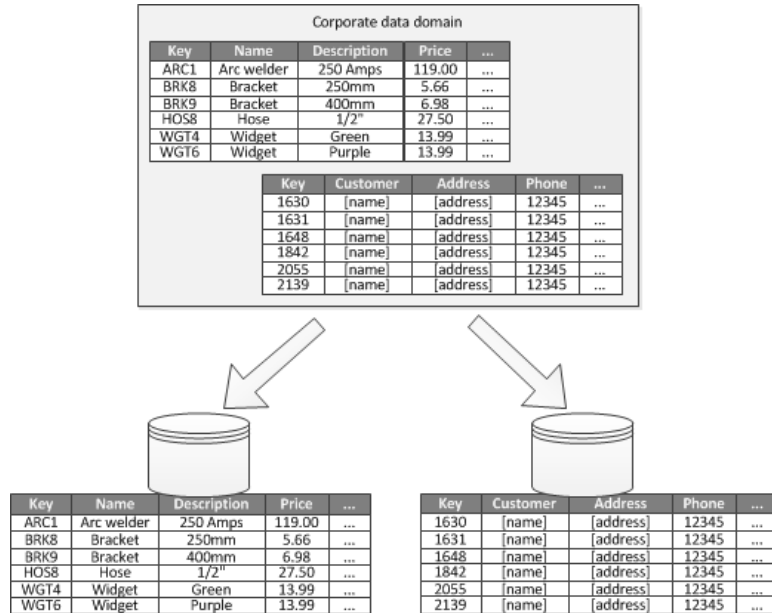 Corporate data domain
Key Name Description Price ...
ARC1 Arc welder 250 Amps 119.00 ...
BRK8 Bracket 250mm 5.66 ...
BRK9 Bracket 400mm 6.98 ...
HOS8 Hose 1/2" 27.50 ...
WGT4 Widget Green 13.99 ...
WGT6 Widget Purple 13.99 ...
Key Customer Address Phone ...
1630 [name] [address] 12345 ...
1631 [name] [address] 12345 ...
1648 [name] [address] 12345 ...
1842 [name] [address] 12345 ...
2055 [name] [address] 12345 ...
2139 [name] [address] 12345 ...
Key Name Description Price ...
ARC1 Arc welder 250 Amps 119.00 ...
BRK8 Bracket 250mm 5.66 ...
BRK9 Bracket 400mm 6.98 ...
HOS8 Hose 1/2" 27.50 ...
WGT4 Widget Green 13.99 ...
WGT6 Widget Purple 13.99 ...
Key Customer Address Phone ...
1630 [name] [address] 12345 ...
1631 [name] [address] 12345 ...
1648 [name] [address] 12345 ...
1842 [name] [address] 12345 ...
2055 [name] [address] 12345 ...
2139 [name] [address] 12345 ...